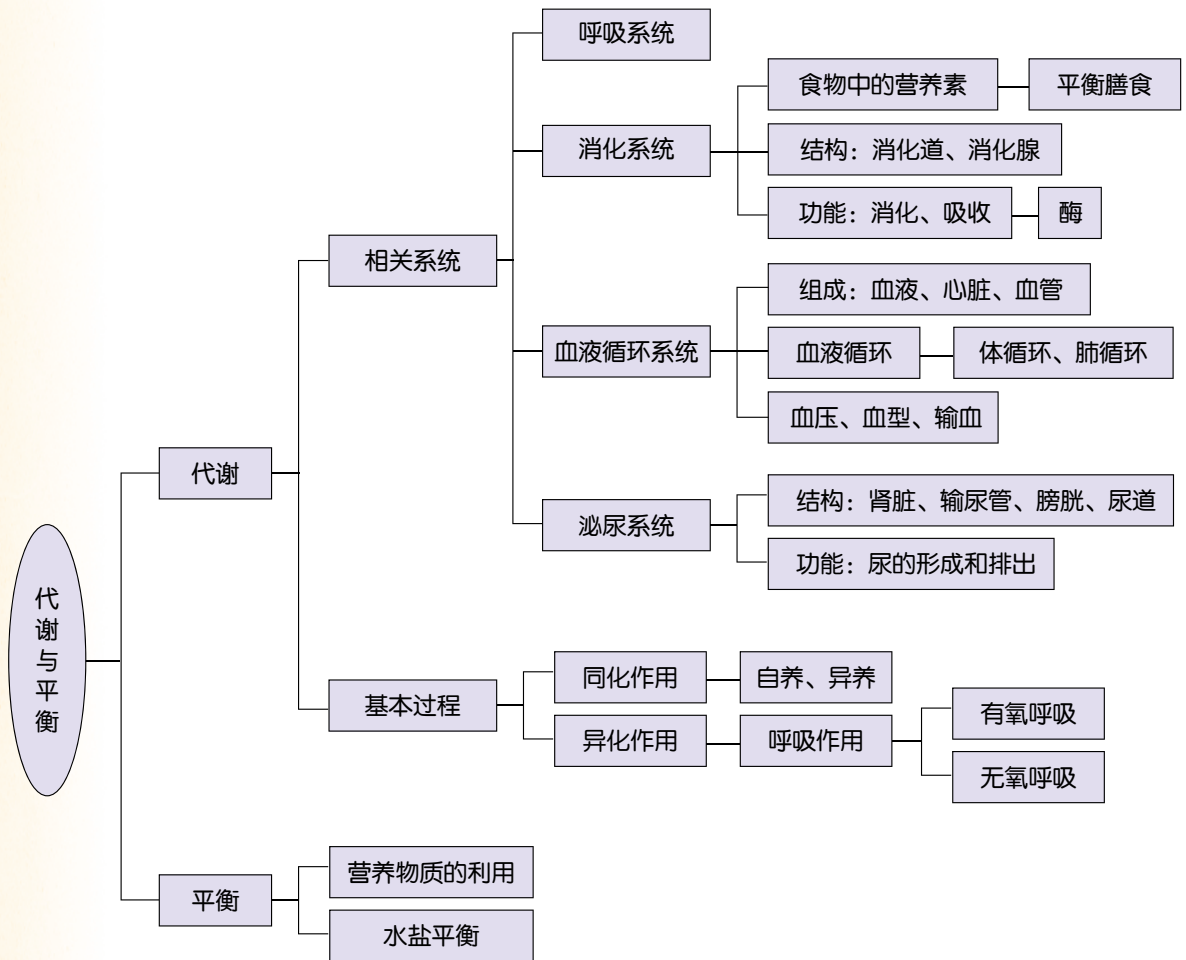 呼吸系统
食物中的营养素
平衡膳食
消化系统
结构：消化道、消化腺
功能：消化、吸收
酶
相关系统
组成：血液、心脏、血管
血液循环系统
血液循环
体循环、肺循环
血压、血型、输血
代谢
结构：肾脏、输尿管、膀胱、尿道
泌尿系统
功能：尿的形成和排出
代谢与平衡
同化作用
自养、异养
基本过程
有氧呼吸
异化作用
呼吸作用
无氧呼吸
营养物质的利用
平衡
水盐平衡